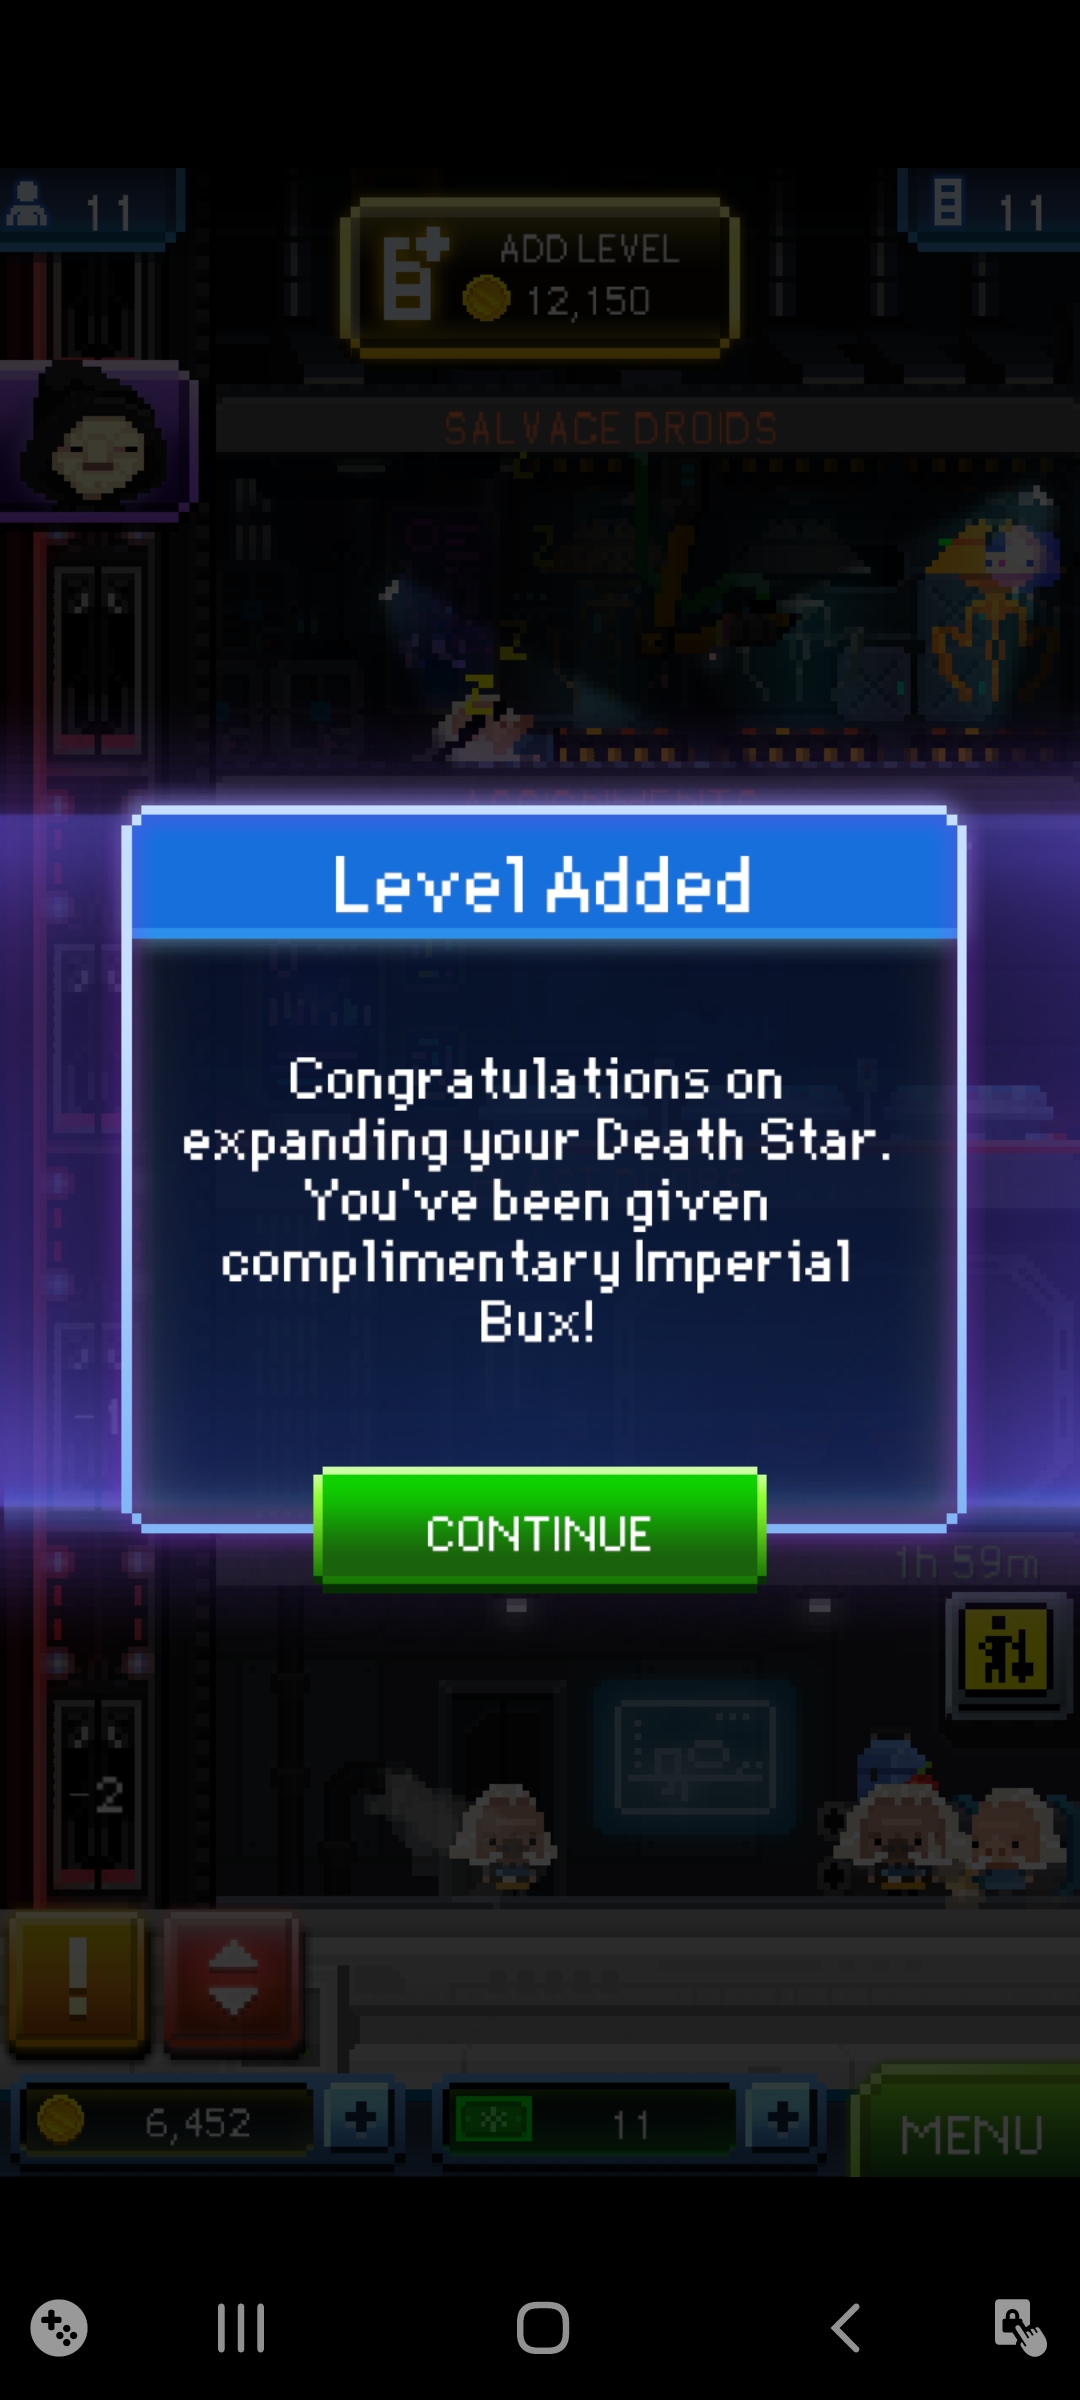 11
11
ADD LEVEL
12,150
SALVAGE DROIDS
Level Added
Congratulations on
expanding your Death Star.
You've been given
complimentary Imperial
Bux!
CONTINUE
1h 59m
-2
!
6,452
11
MENU